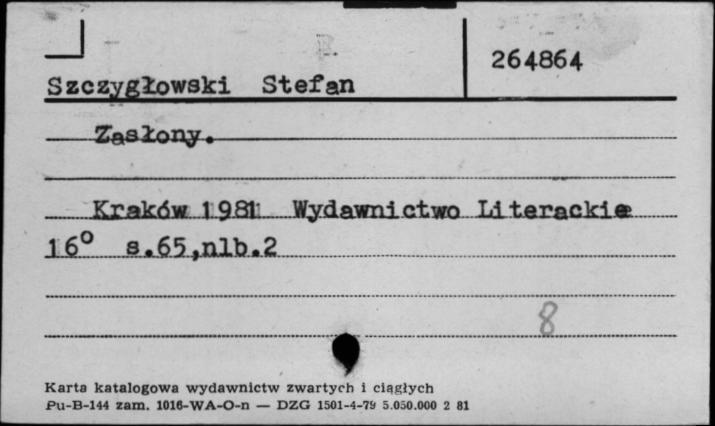 264864
Szczygłowski Stefan
Zasłony.
Kraków 1981 Wydawnictwo Literackie
16° s.65,nlb.2
8
Karta katalogowa wydawnictw zwartych i ciągłych
Pu-B-144 zam. 1016-WA-O-n — DZG 1501-4-79 5.050.000 2 81